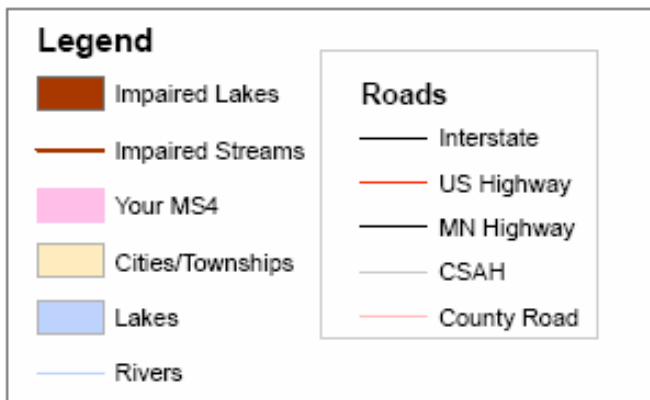 Legend
Impaired Lakes
Impaired Streams
Your MS4
Cities/Townships
Lakes
Rivers
Roads
Interstate
US Highway
MN Highway
CSAH
County Road